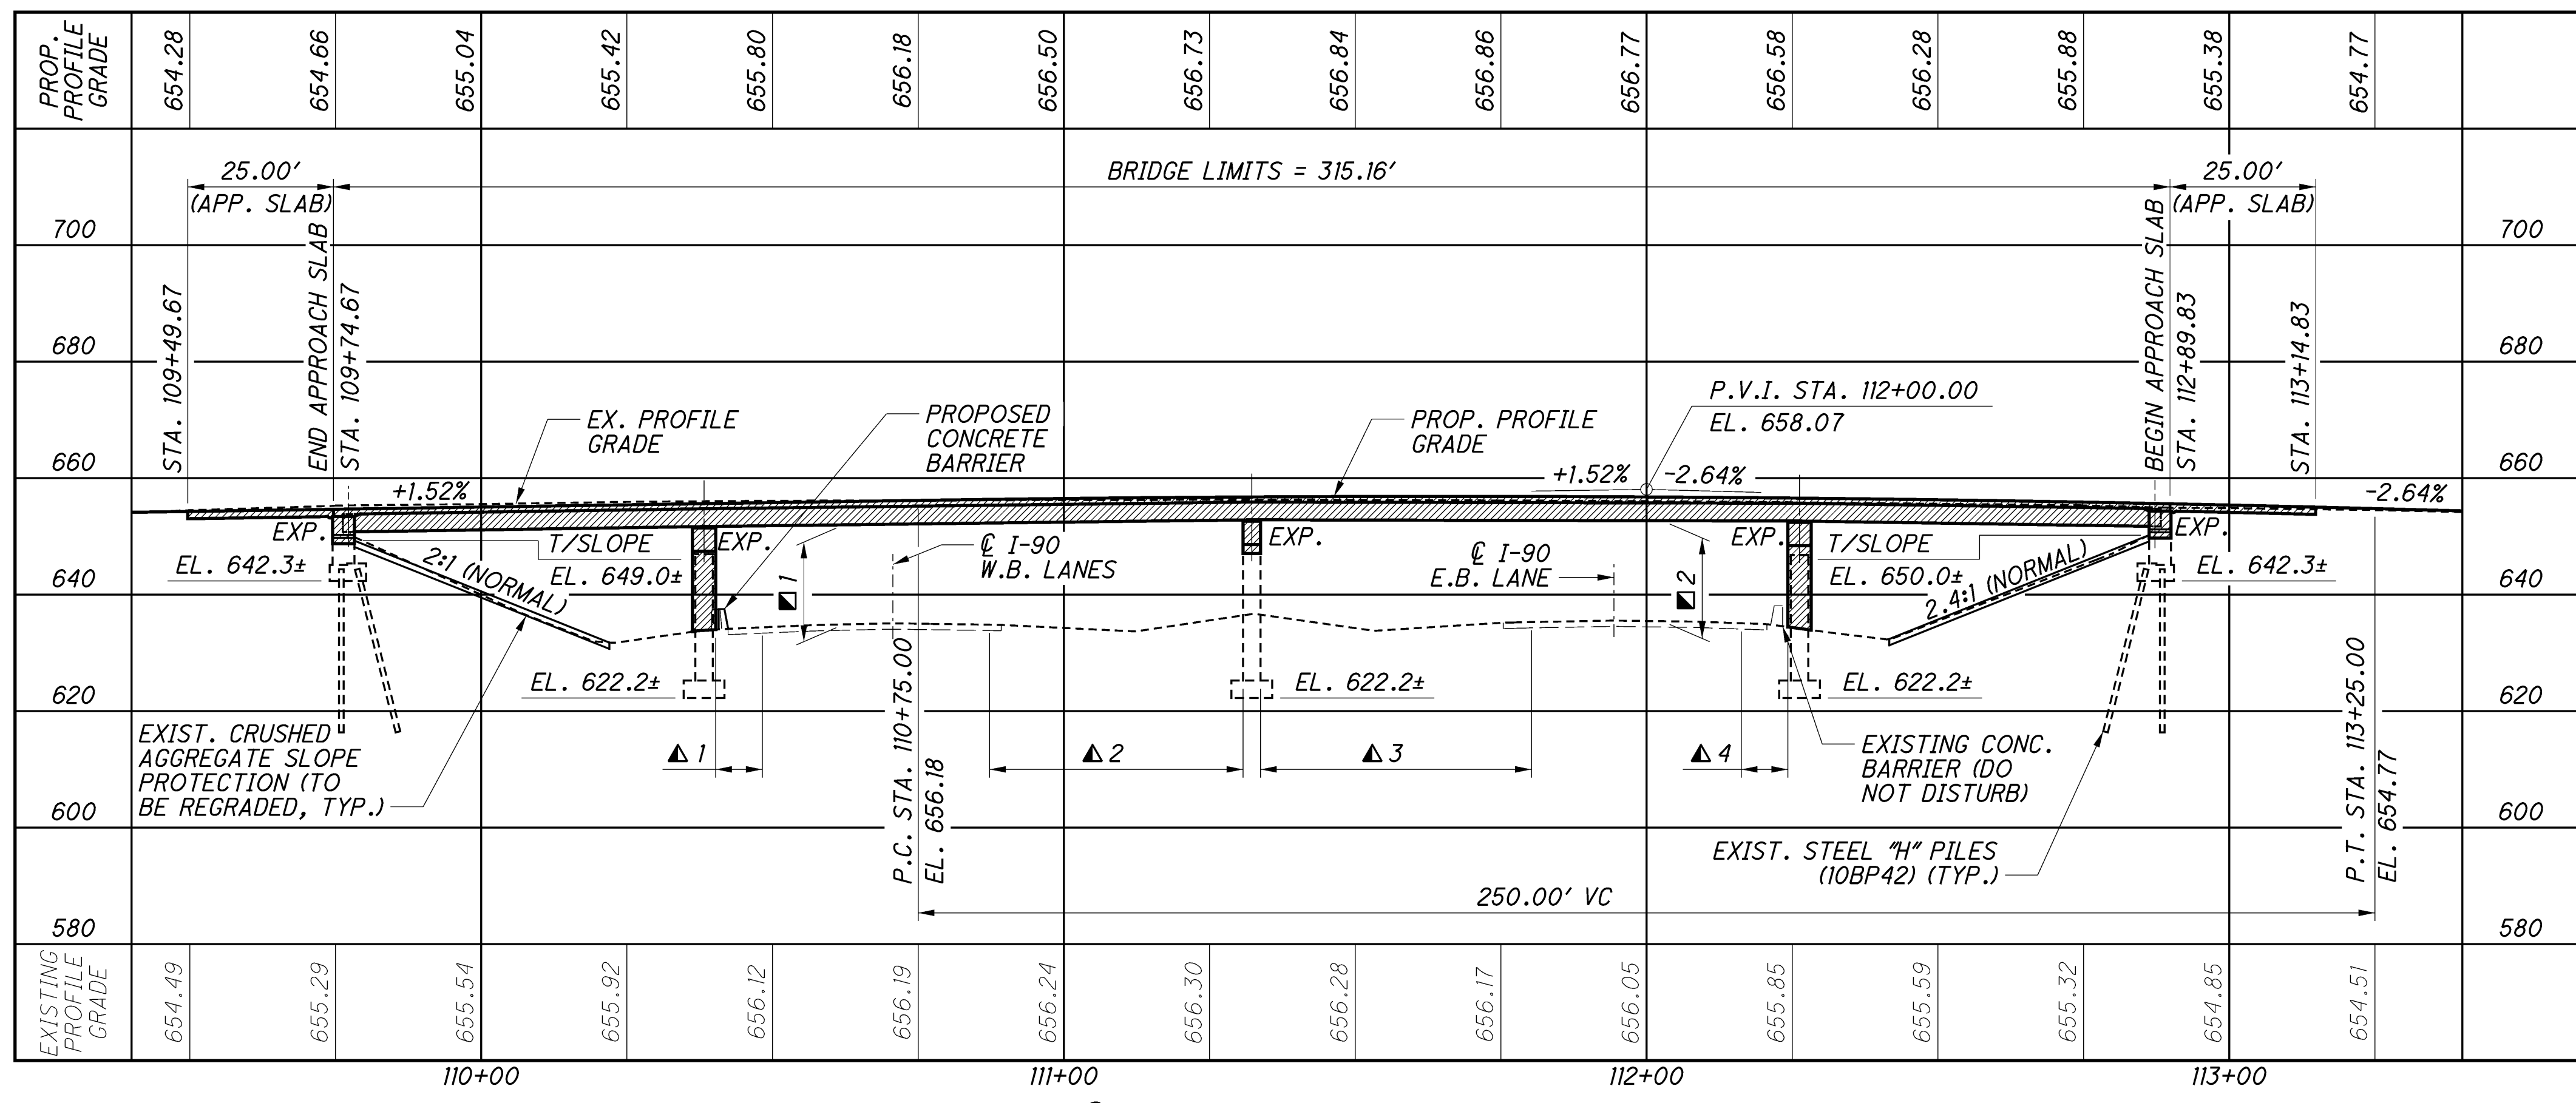 PROP.
PROFILE
GRADE
654.28
654.66
655.04
655.42
655.80
656.18
656.50
656.73
656.84
656.86
656.77
656.58
656.28
655.88
655.38
654.77
25.00'
(APP. SLAB)
BRIDGE LIMITS = 315.16'
25.00'
(APP. SLAB)
700
700
680
680
660
660
640
640
620
620
600
600
580
580
STA. 109+49.67
END APPROACH SLAB
STA. 109+74.67
BEGIN APPROACH SLAB
STA. 112+89.83
STA. 113+14.83
EX. PROFILE
GRADE
PROPOSED
CONCRETE
BARRIER
PROP. PROFILE
GRADE
P.V.I. STA. 112+00.00
EL. 658.07
+1.52%
+1.52%
-2.64%
-2.64%
EXP.
EL. 642.3±
2:1 (NORMAL)
T/SLOPE
EL. 649.0±
EXP.
1
℄ I-90
W.B. LANES
EXP.
℄ I-90
E.B. LANE
2
EXP.
T/SLOPE
EL. 650.0±
2.4:1 (NORMAL)
EXP.
EL. 642.3±
EL. 622.2±
EL. 622.2±
EL. 622.2±
1
2
3
4
EXIST. CRUSHED
AGGREGATE SLOPE
PROTECTION (TO
BE REGRADED, TYP.)
P.C. STA. 110+75.00
EL. 656.18
EXISTING CONC.
BARRIER (DO
NOT DISTURB)
EXIST. STEEL "H" PILES
(10BP42) (TYP.)
P.T. STA. 113+25.00
EL. 654.77
250.00' VC
EXISTING
PROFILE
GRADE
654.49
655.29
655.54
655.92
656.12
656.19
656.24
656.30
656.28
656.17
656.05
655.85
655.59
655.32
654.85
654.51
110+00
111+00
112+00
113+00